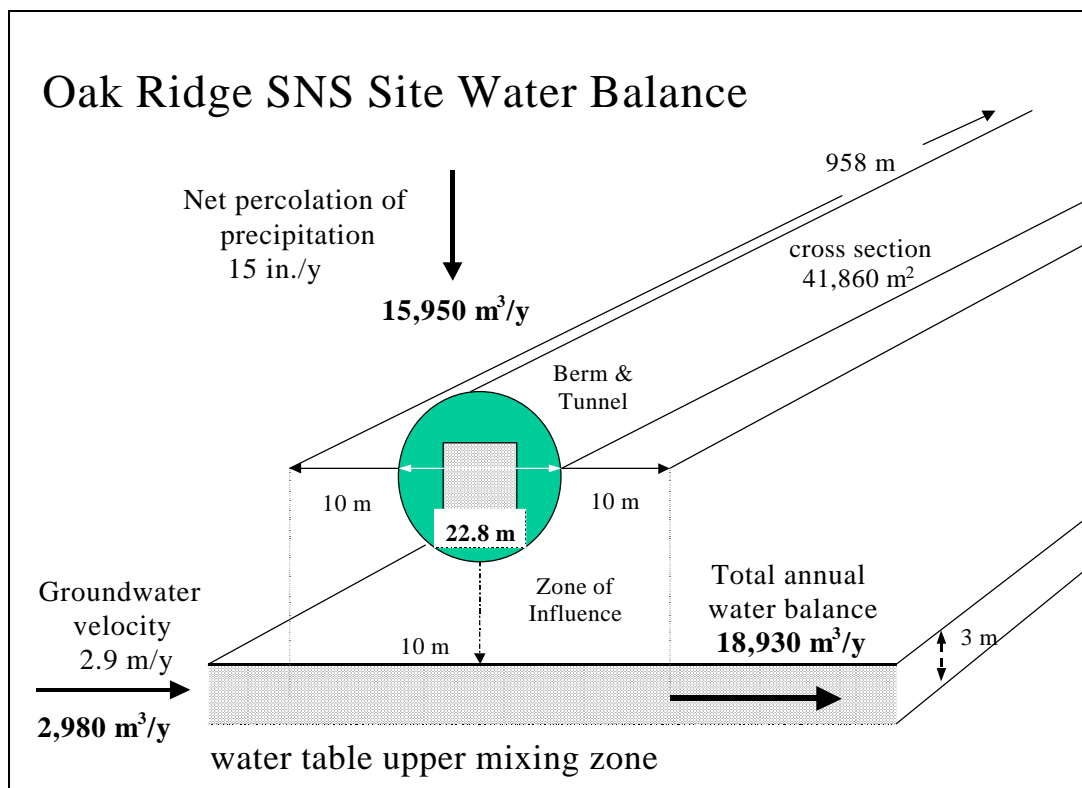 Oak Ridge SNS Site Water Balance
958 m
Net percolation of
precipitation
15 in./y
cross section
41,860 m²
15,950 m³/y
Berm &
Tunnel
10 m
10 m
22.8 m
Zone of
Influence
Total annual
water balance
18,930 m³/y
Groundwater
velocity
2.9 m/y
10 m
3 m
2,980 m³/y
water table upper mixing zone